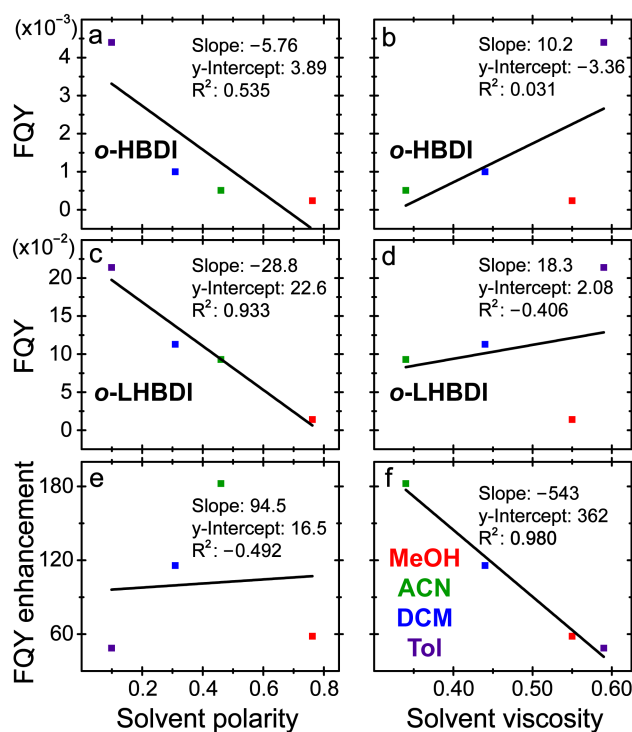 (x10⁻³)
a
Slope: −5.76
y-Intercept: 3.89
R²: 0.535
o-HBDI
FQY
4
3
2
1
0
b
Slope: 10.2
y-Intercept: −3.36
R²: 0.031
o-HBDI
(x10⁻²)
c
Slope: −28.8
y-Intercept: 22.6
R²: 0.933
o-LHBDI
FQY
20
15
10
5
0
d
Slope: 18.3
y-Intercept: 2.08
R²: −0.406
o-LHBDI
e
Slope: 94.5
y-Intercept: 16.5
R²: −0.492
FQY enhancement
180
120
60
f
Slope: −543
y-Intercept: 362
R²: 0.980
MeOH
ACN
DCM
Tol
0.2 0.4 0.6 0.8
Solvent polarity
0.40 0.50 0.60
Solvent viscosity